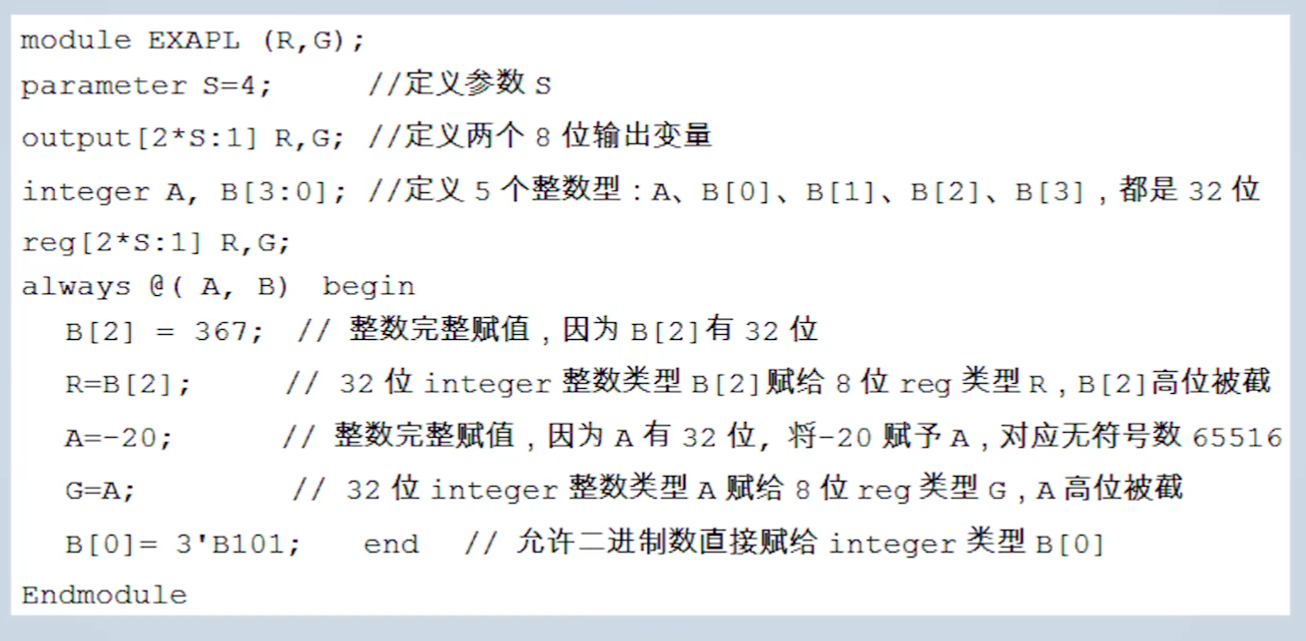 module EXAPL (R,G);
parameter S=4; //定义参数 S
output[2*S:1] R,G; //定义两个 8 位输出变量
integer A, B[3:0]; //定义 5 个整数型：A、B[0]、B[1]、B[2]、B[3]，都是 32 位
reg[2*S:1] R,G;
always @( A, B) begin
B[2] = 367; // 整数完整赋值，因为 B[2]有 32 位
R=B[2]; // 32 位 integer 整数类型 B[2]赋给 8 位 reg 类型 R，B[2]高位被截
A=-20; // 整数完整赋值，因为 A 有 32 位, 将-20 赋予 A，对应无符号数 65516
G=A; // 32 位 integer 整数类型 A 赋给 8 位 reg 类型 G，A 高位被截
B[0]= 3'B101; end // 允许二进制数直接赋给 integer 类型 B[0]
Endmodule